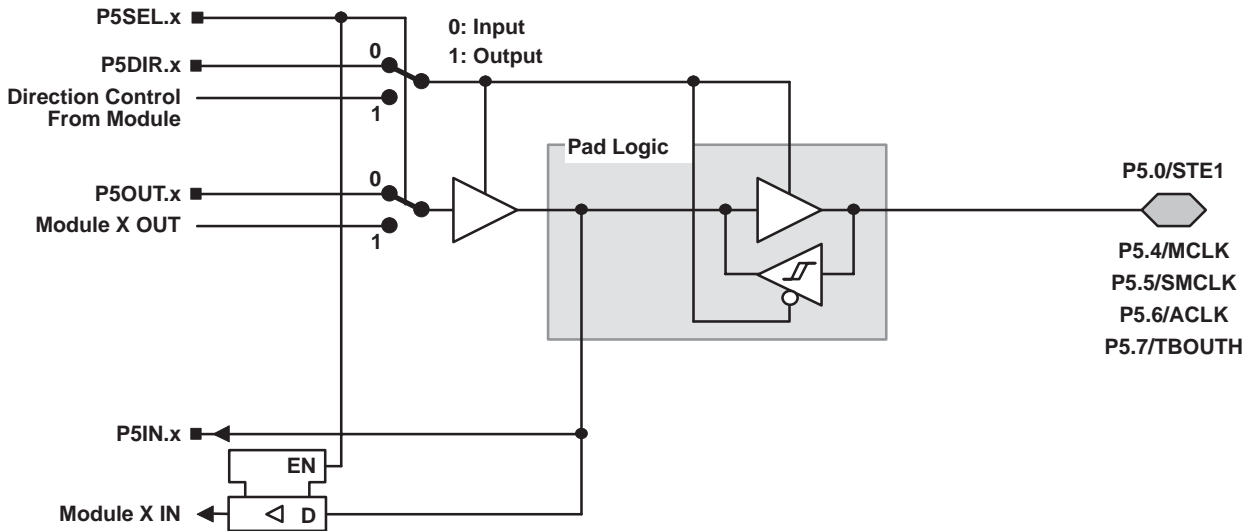 P5SEL.x
0: Input
1: Output
P5DIR.x
0
Direction Control
From Module
1
Pad Logic
P5OUT.x
0
Module X OUT
1
P5.0/STE1
P5.4/MCLK
P5.5/SMCLK
P5.6/ACLK
P5.7/TBOUTH
P5IN.x
EN
Module X IN
D